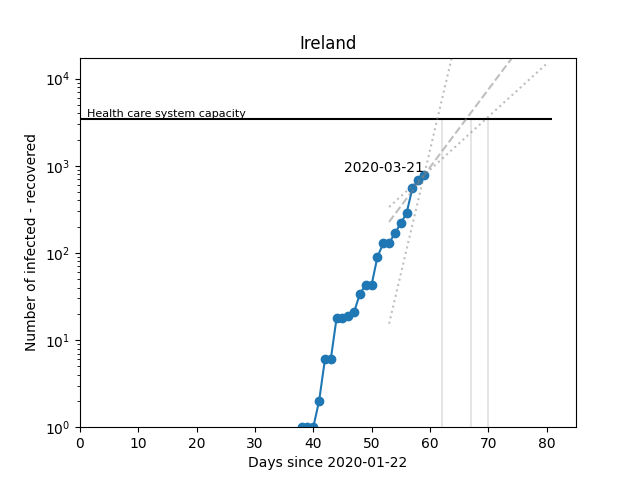 Ireland
Number of infected - recovered
10^4
10^3
10^2
10^1
10^0
Health care system capacity
2020-03-21
0 10 20 30 40 50 60 70 80
Days since 2020-01-22